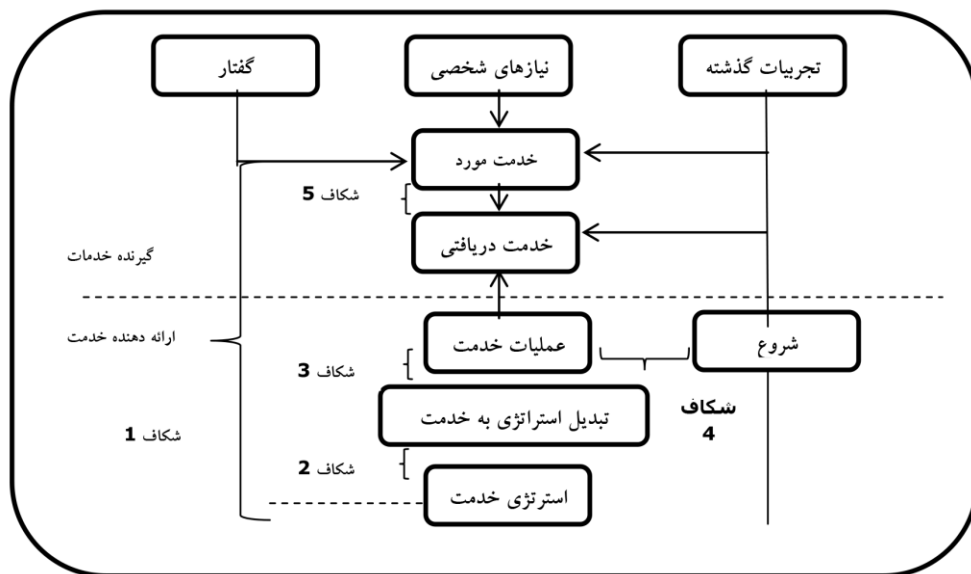 گفتار
نیازهای شخصی
تجربیات گذشته
خدمت مورد
شکاف 5
خدمت دریافتی
گیرنده خدمات
ارائه دهنده خدمت
عملیات خدمت
شروع
شکاف 3
تبدیل استراتژی به خدمت
شکاف
4
شکاف 1
شکاف 2
استرتژی خدمت